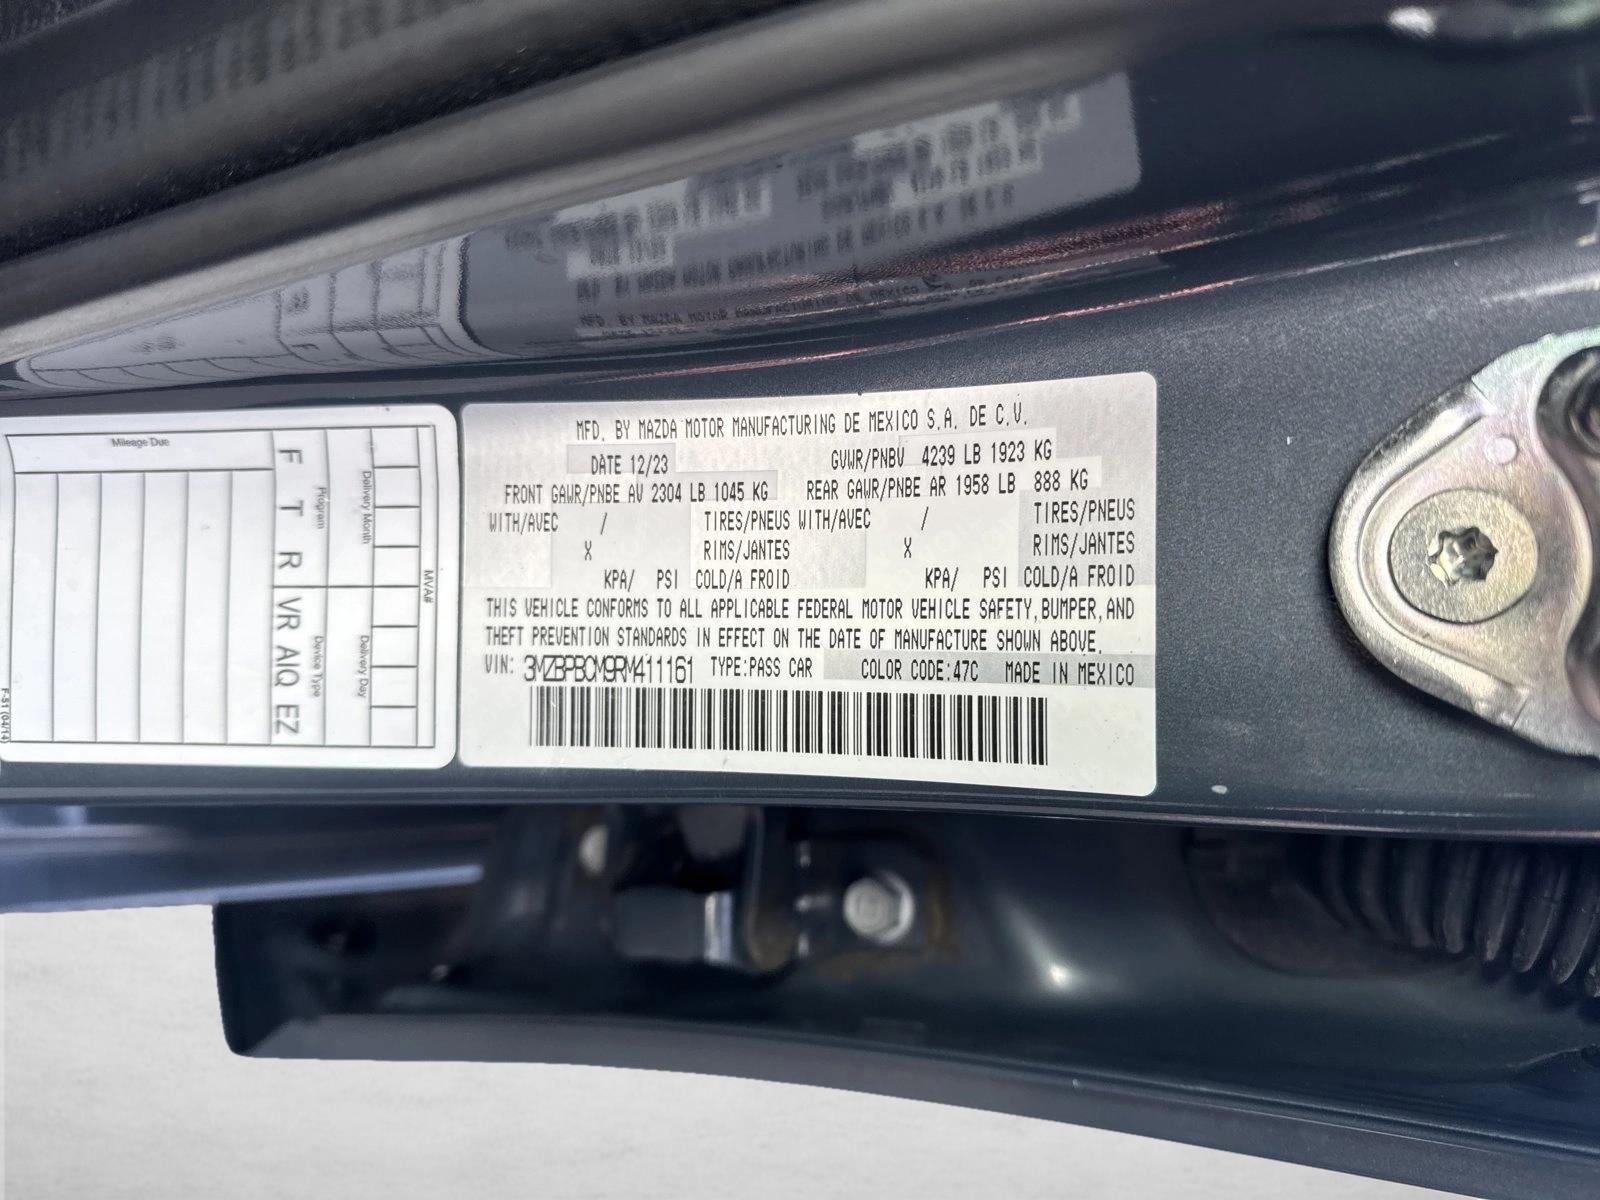 MFD. BY MAZDA MOTOR MANUFACTURING DE MEXICO S.A. DE C.V.
DATE 12/23 GVWR/PNBV 4239 LB 1923 KG
FRONT GAWR/PNBE AV 2304 LB 1045 KG REAR GAWR/PNBE AR 1958 LB 888 KG
WITH/AVEC / TIRES/PNEUS WITH/AVEC / TIRES/PNEUS
X RIMS/JANTES X RIMS/JANTES
KPA/ PSI COLD/A FROID KPA/ PSI COLD/A FROID
THIS VEHICLE CONFORMS TO ALL APPLICABLE FEDERAL MOTOR VEHICLE SAFETY, BUMPER, AND
THEFT PREVENTION STANDARDS IN EFFECT ON THE DATE OF MANUFACTURE SHOWN ABOVE.
VIN: 3MZBPBCM9RM411161 TYPE:PASS CAR COLOR CODE:47C MADE IN MEXICO
MVA#
Delivery Month
Delivery Day
Program
Device Type
F T R VR AIQ EZ
Mileage Due
F-51 (04/14)